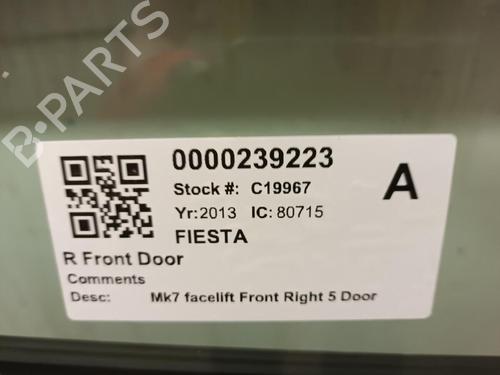 B-PARTS
0000239223
Stock #: C19967
A
Yr:2013 IC: 80715
FIESTA
R Front Door
Comments
Desc: Mk7 facelift Front Right 5 Door